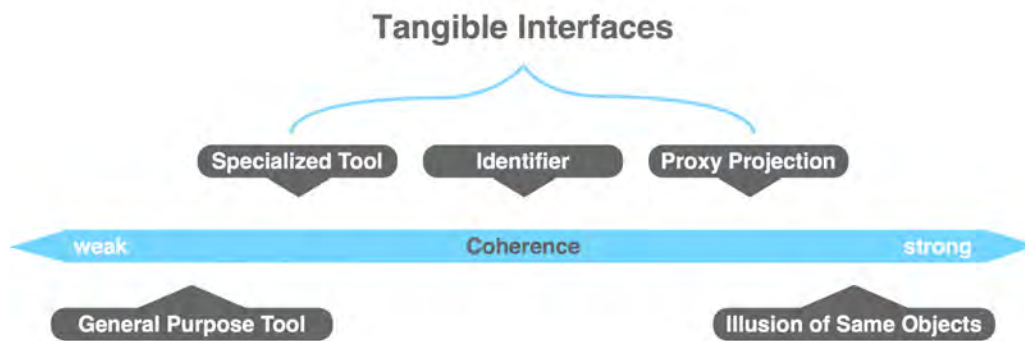 Tangible Interfaces
Specialized Tool
Identifier
Proxy Projection
weak
Coherence
strong
General Purpose Tool
Illusion of Same Objects